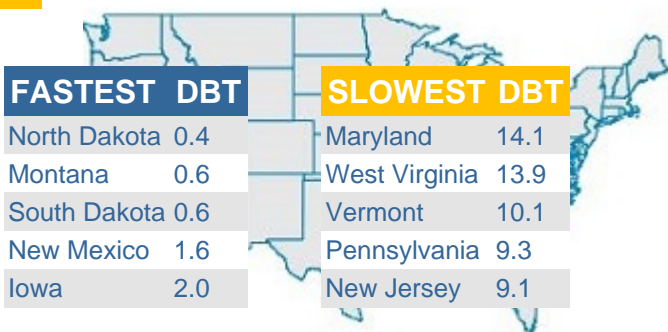 FASTEST DBT
North Dakota 0.4
Montana 0.6
South Dakota 0.6
New Mexico 1.6
Iowa 2.0
SLOWEST DBT
Maryland 14.1
West Virginia 13.9
Vermont 10.1
Pennsylvania 9.3
New Jersey 9.1